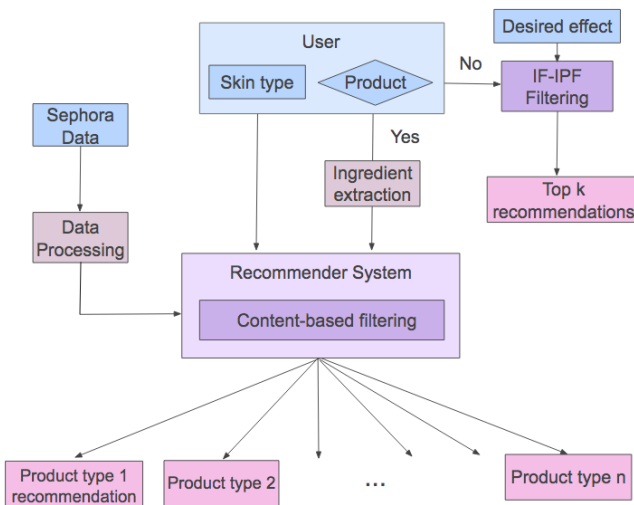 Desired effect
User
No
Skin type
Product
IF-IPF
Filtering
Sephora
Data
Yes
Ingredient
extraction
Top k
recommendations
Data
Processing
Recommender System
Content-based filtering
Product type 1
recommendation
Product type 2
...
Product type n